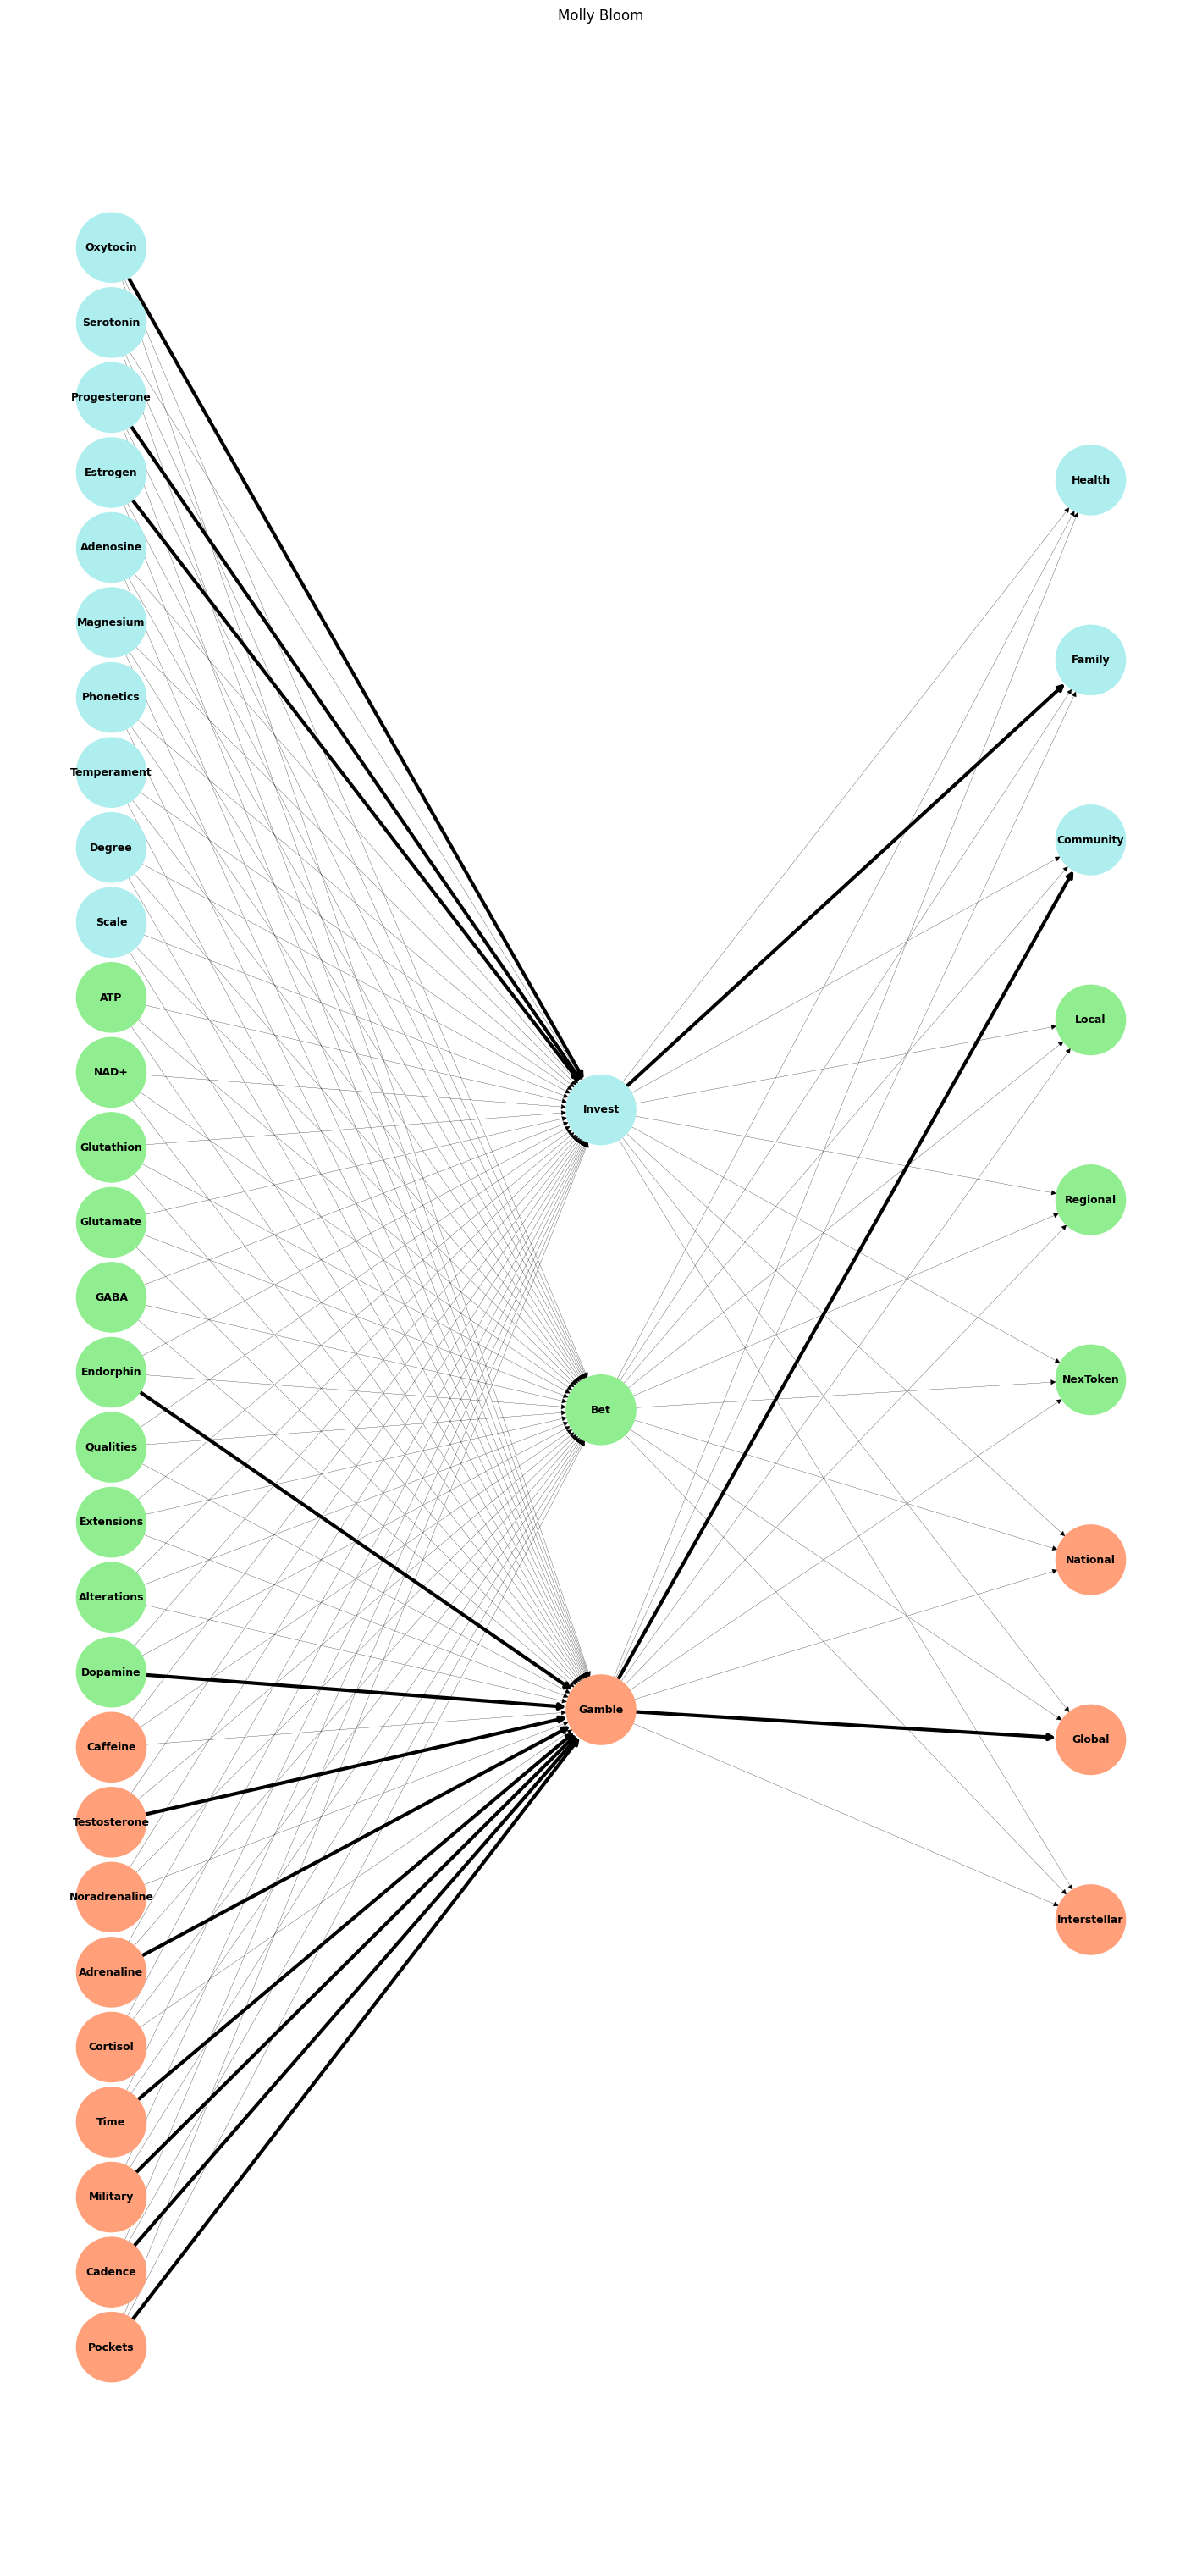 Molly Bloom
Oxytocin
Serotonin
Progesterone
Estrogen
Adenosine
Magnesium
Phonetics
Temperament
Degree
Scale
ATP
NAD+
Glutathion
Glutamate
GABA
Endorphin
Qualities
Extensions
Alterations
Dopamine
Caffeine
Testosterone
Noradrenaline
Adrenaline
Cortisol
Time
Military
Cadence
Pockets
Invest
Bet
Gamble
Health
Family
Community
Local
Regional
NexToken
National
Global
Interstellar